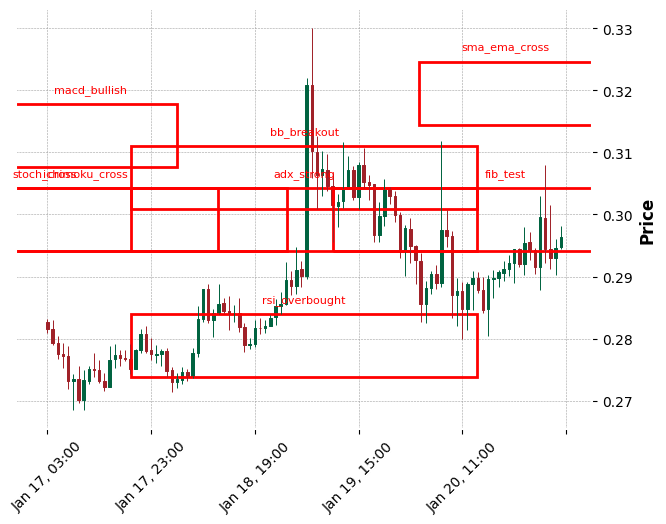 0.33
sma_ema_cross
0.32
macd_bullish
0.31
bb_breakout
stoch_cross
ichimoku_cross
adx_strong
fib_test
0.30
Price
0.29
rsi_overbought
0.28
0.27
Jan 17, 03:00
Jan 17, 23:00
Jan 18, 19:00
Jan 19, 15:00
Jan 20, 11:00